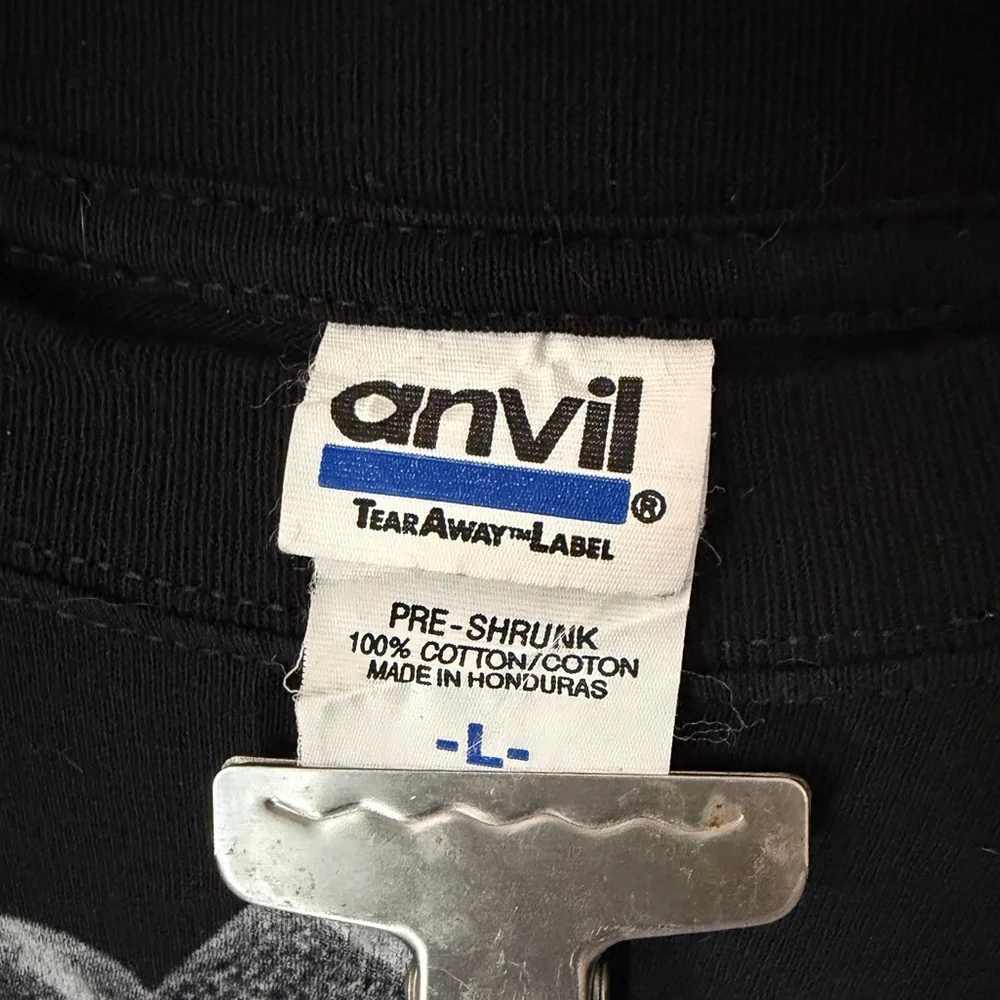 anvil®
TEARAWAY™LABEL
PRE-SHRUNK
100% COTTON/COTON
MADE IN HONDURAS
-L-